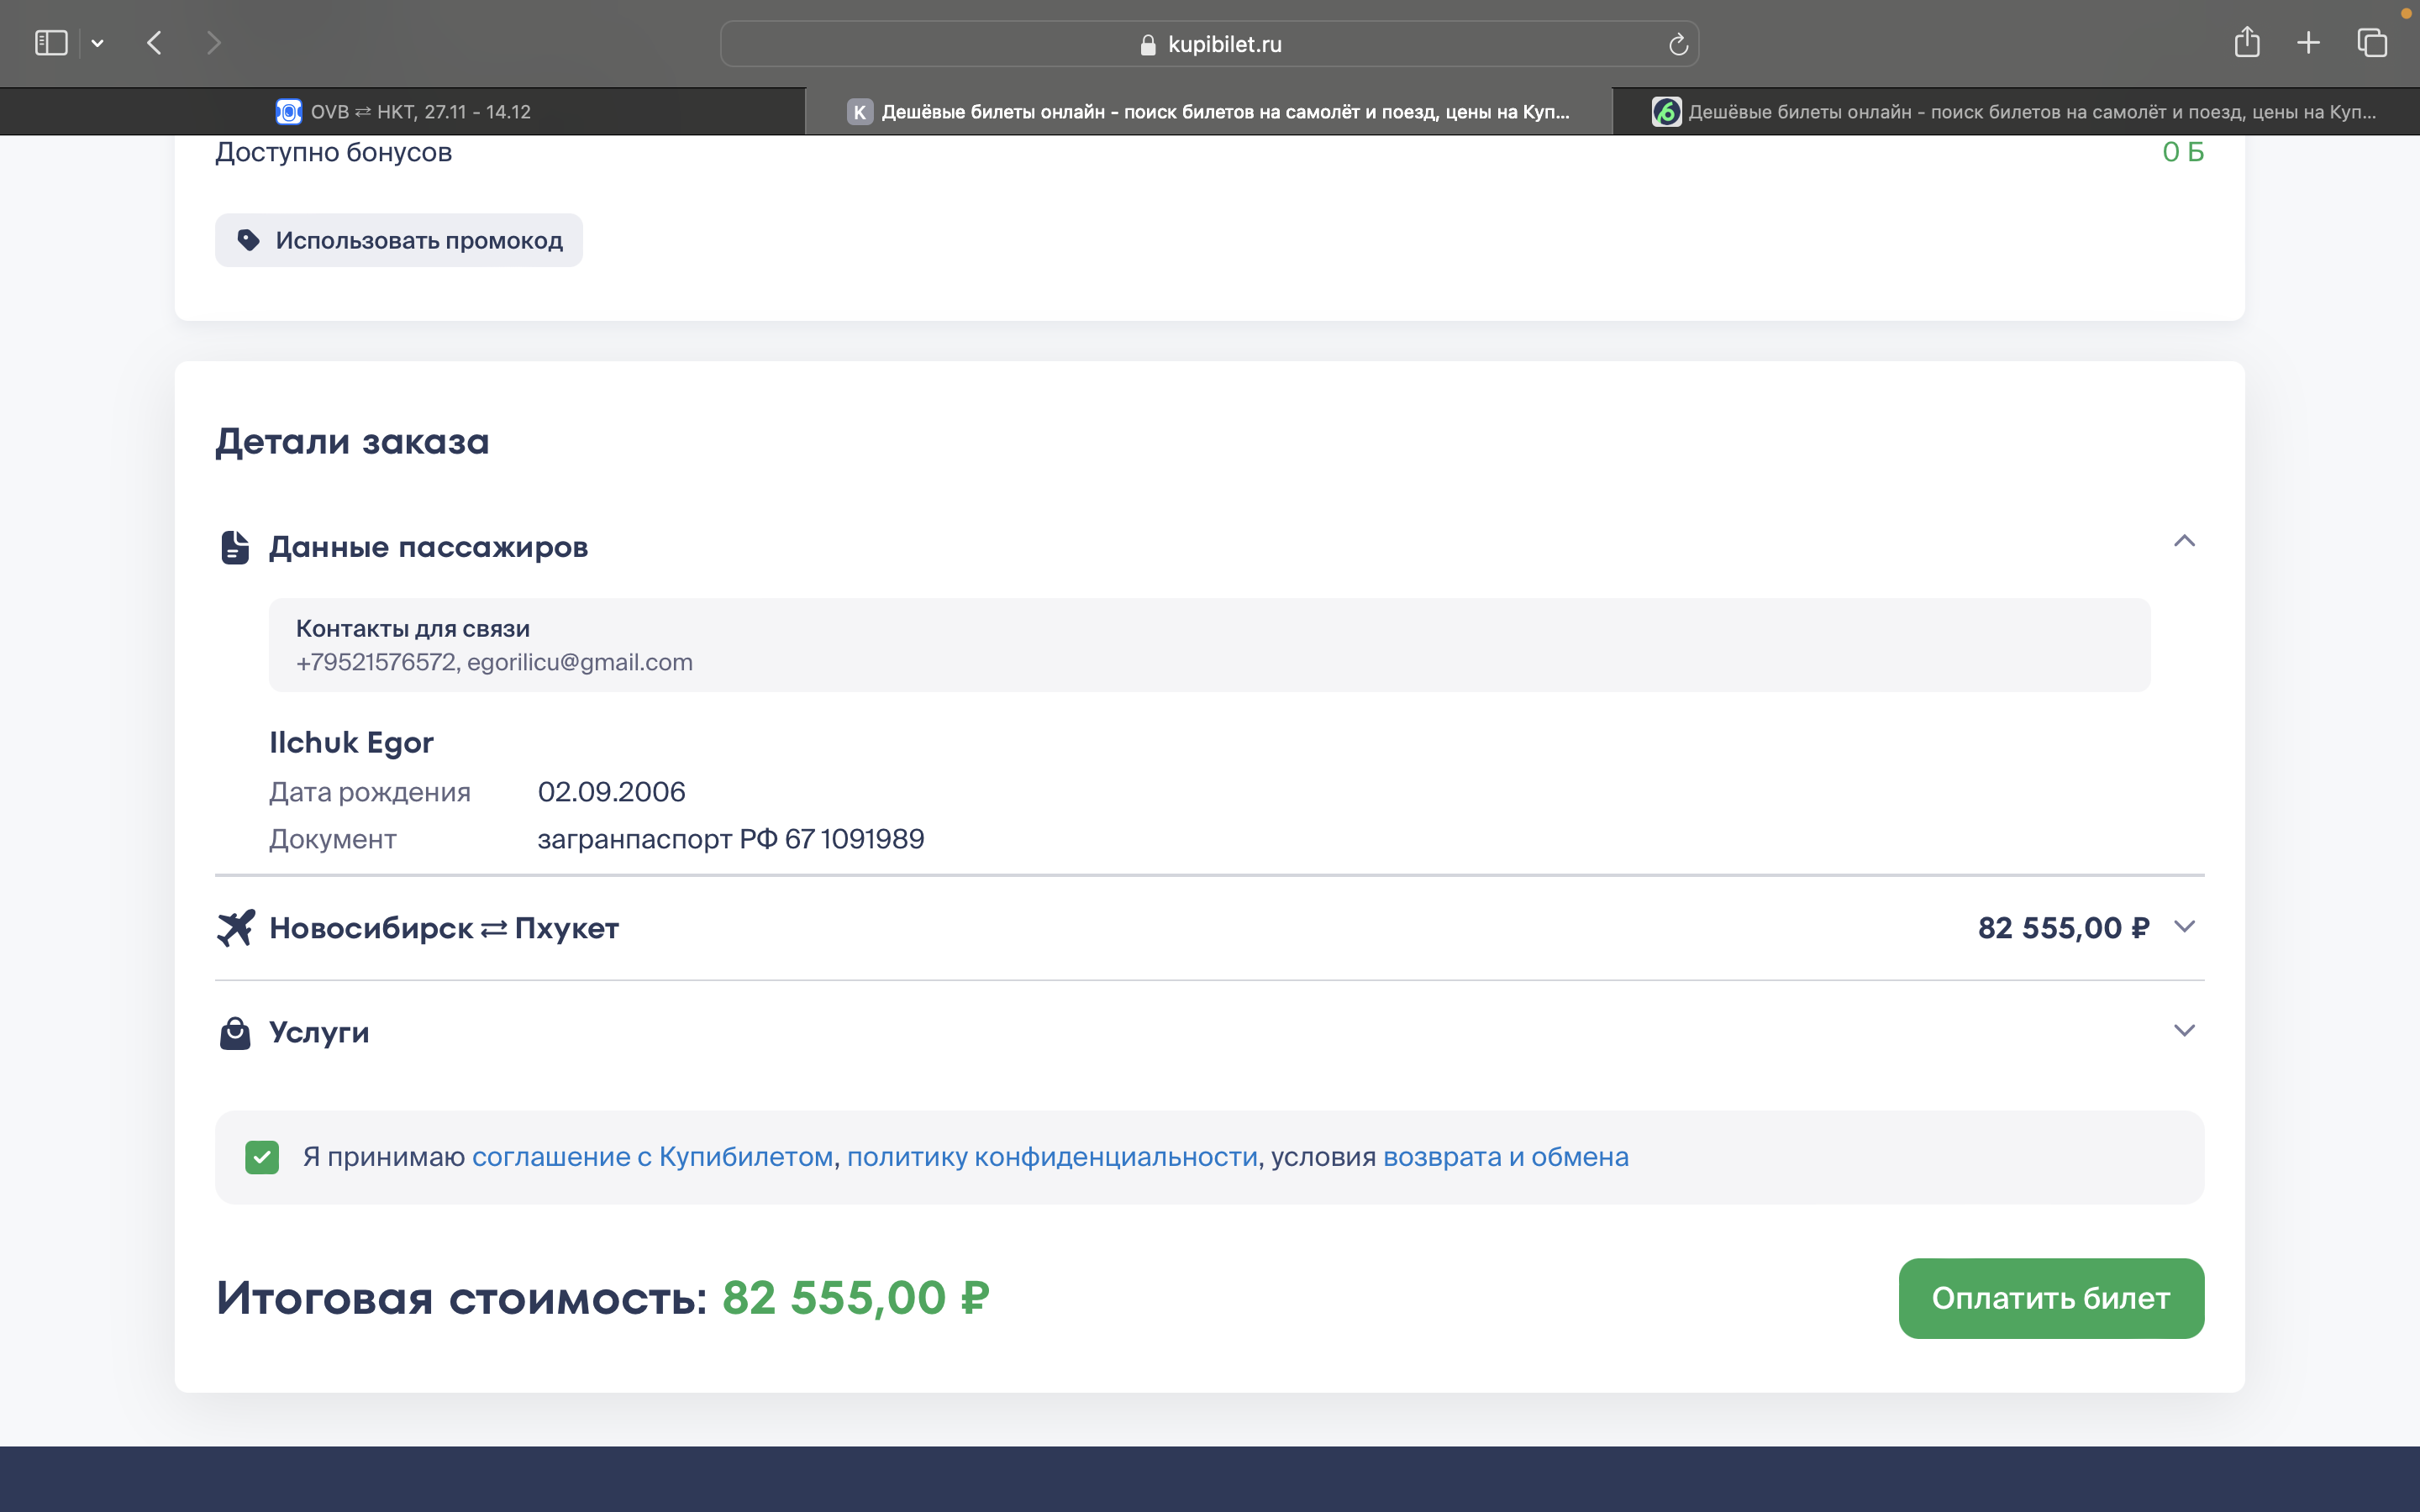 kupibilet.ru
OVB ⇄ HKT, 27.11 - 14.12
K Дешёвые билеты онлайн - поиск билетов на самолёт и поезд, цены на Куп...
Дешёвые билеты онлайн - поиск билетов на самолёт и поезд, цены на Куп...
Доступно бонусов 0 Б
Использовать промокод
Детали заказа
Данные пассажиров
Контакты для связи
+79521576572, egorilicu@gmail.com
Ilchuk Egor
Дата рождения 02.09.2006
Документ загранпаспорт РФ 67 1091989
Новосибирск ⇄ Пхукет 82 555,00 ₽
Услуги
Я принимаю соглашение с Купибилетом, политику конфиденциальности, условия возврата и обмена
Итоговая стоимость: 82 555,00 ₽
Оплатить билет